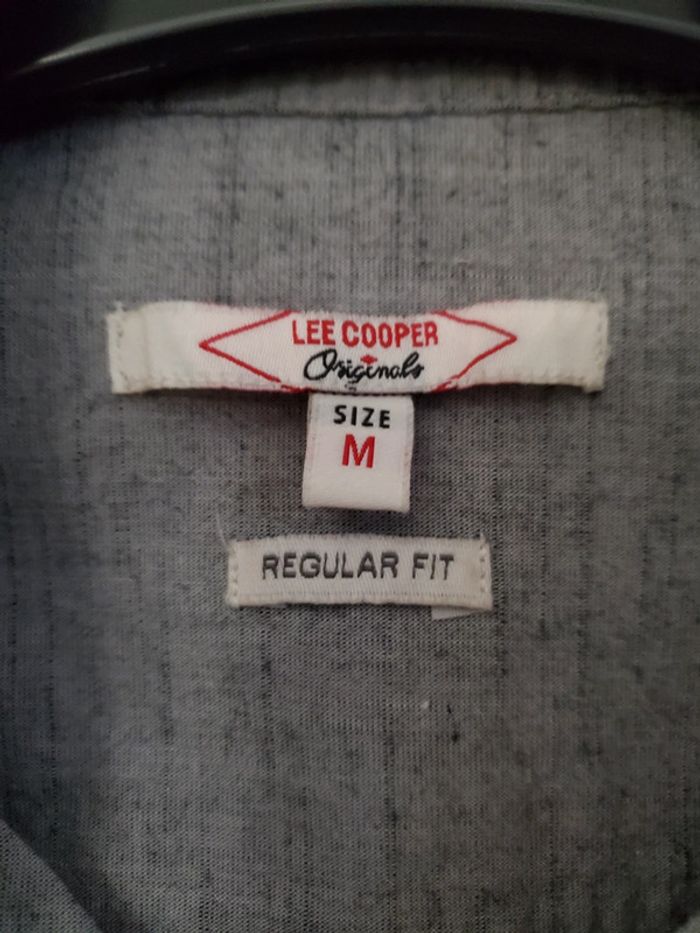 LEE COOPER
Originals
SIZE
M
REGULAR FIT